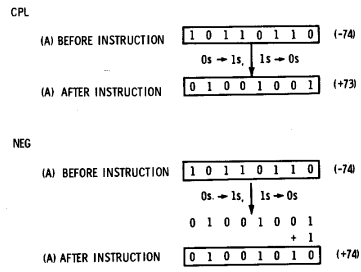 CPL
(A) BEFORE INSTRUCTION 1 0 1 1 0 1 1 0 (-74)
0s → 1s, 1s → 0s
(A) AFTER INSTRUCTION 0 1 0 0 1 0 0 1 (+73)
NEG
(A) BEFORE INSTRUCTION 1 0 1 1 0 1 1 0 (-74)
0s → 1s, 1s → 0s
0 1 0 0 1 0 0 1
+ 1
(A) AFTER INSTRUCTION 0 1 0 0 1 0 1 0 (+74)